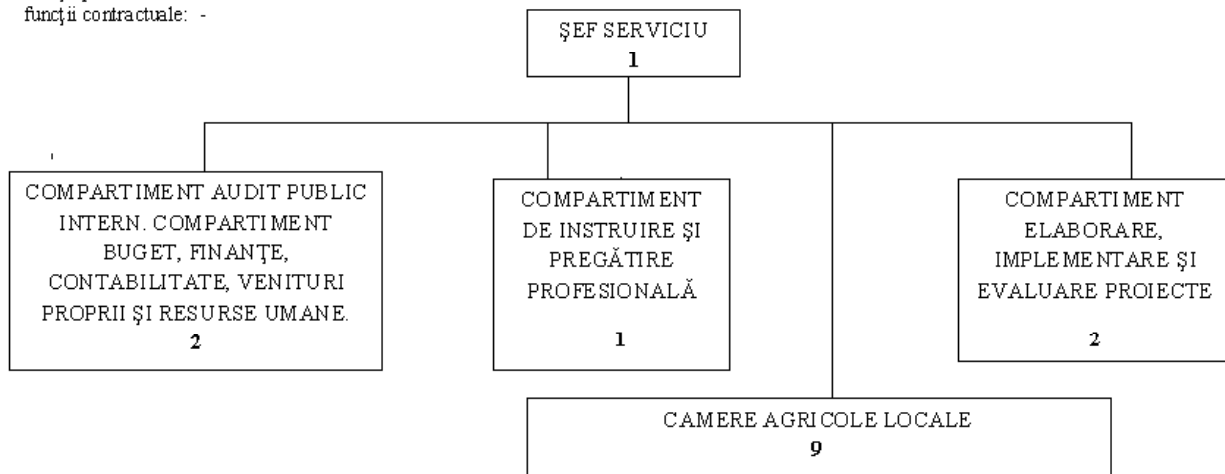 funcţii contractuale: -
ŞEF SERVICIU
1
COMPARTIMENT AUDIT PUBLIC
INTERN. COMPARTIMENT
BUGET, FINANŢE,
CONTABILITATE, VENITURI
PROPRII ŞI RESURSE UMANE.
2
COMPARTIMENT
DE INSTRUIRE ŞI
PREGĂTIRE
PROFESIONALĂ
1
COMPARTIMENT
ELABORARE,
IMPLEMENTARE ŞI
EVALUARE PROIECTE
2
CAMERE AGRICOLE LOCALE
9